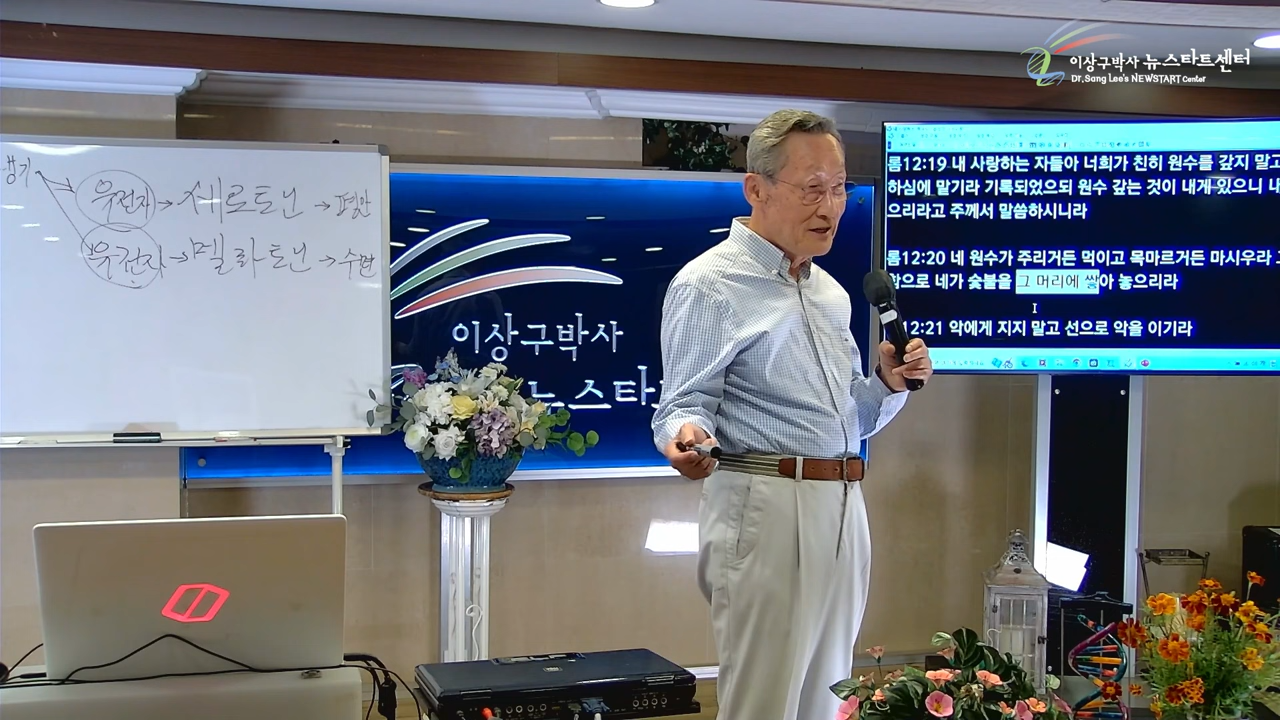 이상구박사 뉴스타트센터
Dr. Sang Lee's NEWSTART Center
생기
유전자 → 세로토닌 → 평안
유전자 → 멜라토닌 → 수면
이상구박사
뉴스타
롬12:19 내 사랑하는 자들아 너희가 친히 원수를 갚지 말고
하심에 맡기라 기록되었으되 원수 갚는 것이 내게 있으니 내
으리라고 주께서 말씀하시니라
롬12:20 네 원수가 주리거든 먹이고 목마르거든 마시우라
함으로 네가 숯불을 그 머리에 쌓아 놓으리라
12:21 악에게 지지 말고 선으로 악을 이기라